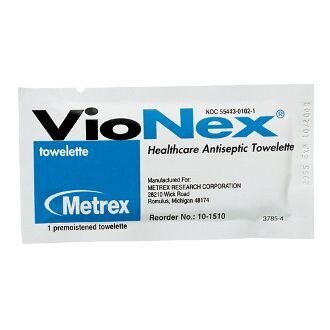 NDC 55443-0102-1
VioNex®
towelette
Healthcare Antiseptic Towelette
Manufactured For:
METREX RESEARCH CORPORATION
28210 Wick Road
Romulus, Michigan 48174
Metrex
Reorder No.: 10-1510
1 premoistened towelette
3785-4